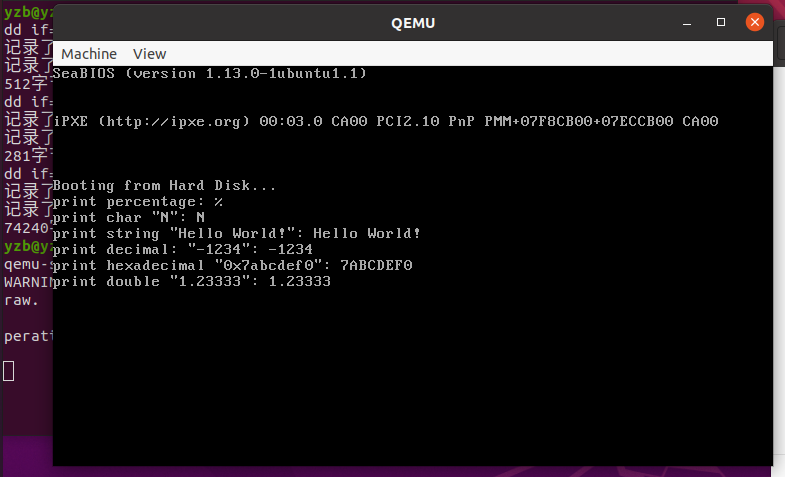 QEMU
Machine View
SeaBIOS (version 1.13.0-1ubuntu1.1)
iPXE (http://ipxe.org) 00:03.0 CA00 PCI2.10 PnP PMM+07F8CB00+07ECCB00 CA00
Booting from Hard Disk...
print percentage: %
print char "N": N
print string "Hello World!": Hello World!
print decimal: "-1234": -1234
print hexadecimal "0x7abcdef0": 7ABCDEF0
print double "1.23333": 1.23333
yzb@yz
dd if=
记录了
记录了
512字
dd if=
记录了
记录了
281字
dd if=
记录了
记录了
74240
yzb@yz
qemu-s
WARNIN
raw.
perati